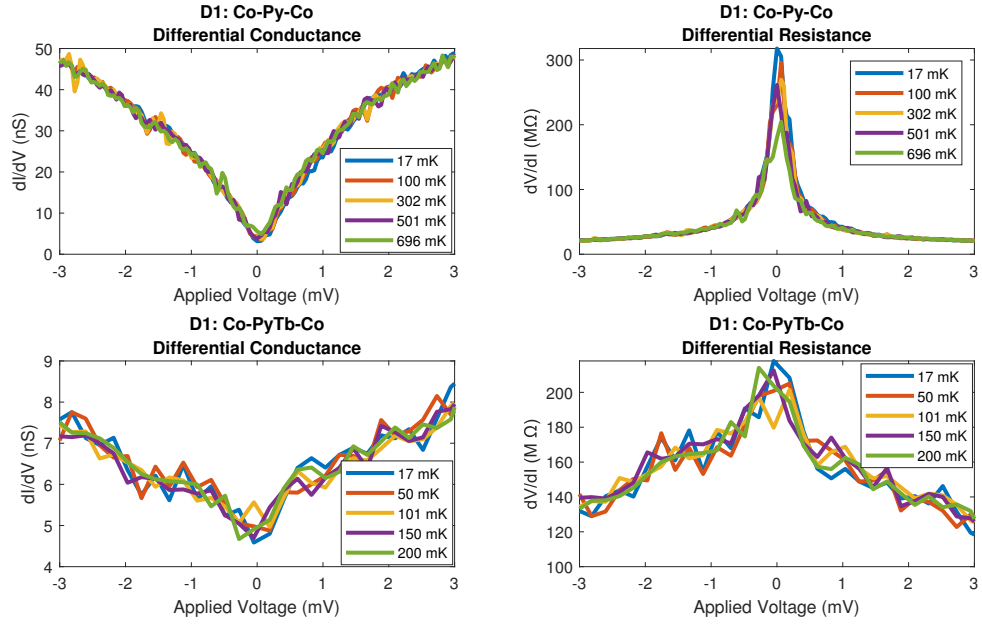 D1: Co-Py-Co
Differential Conductance
50
40
30
20
10
0
dI/dV (nS)
17 mK
100 mK
302 mK
501 mK
696 mK
-3 -2 -1 0 1 2 3
Applied Voltage (mV)
D1: Co-Py-Co
Differential Resistance
300
200
100
0
dV/dI (MΩ)
17 mK
100 mK
302 mK
501 mK
696 mK
-3 -2 -1 0 1 2 3
Applied Voltage (mV)
D1: Co-PyTb-Co
Differential Conductance
9
8
7
6
5
4
dI/dV (nS)
17 mK
50 mK
101 mK
150 mK
200 mK
-3 -2 -1 0 1 2 3
Applied Voltage (mV)
D1: Co-PyTb-Co
Differential Resistance
200
180
160
140
120
100
dV/dI (M Ω)
17 mK
50 mK
101 mK
150 mK
200 mK
-3 -2 -1 0 1 2 3
Applied Voltage (mV)